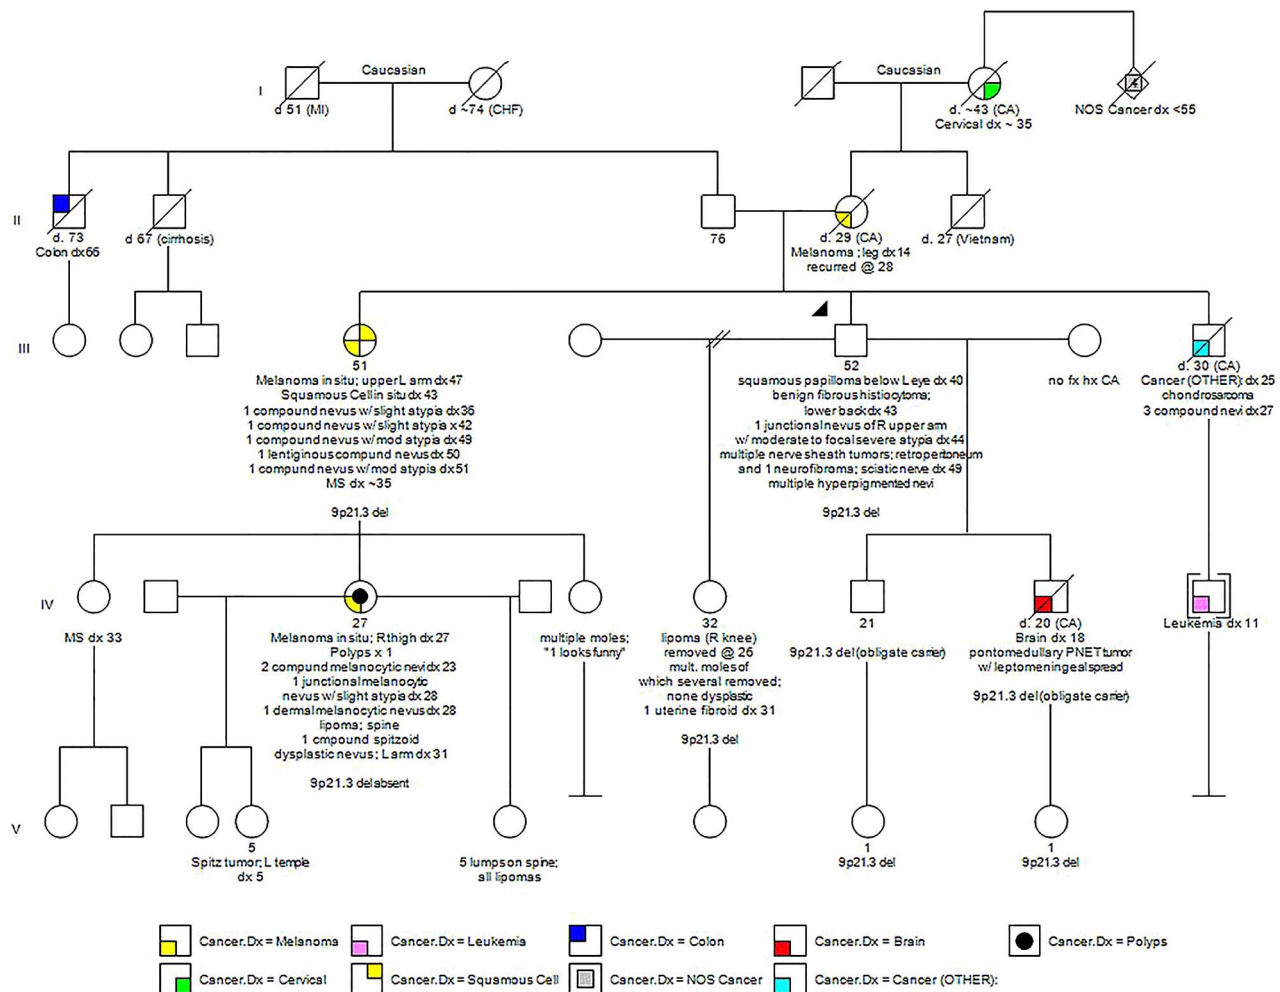 Caucasian
Caucasian
I
d 51 (MI)
d ~74 (CHF)
d. ~43 (CA)
Cervical dx ~ 35
4
NOS Cancer dx <55
II
d. 73
Colon dx66
d 67 (cirrhosis)
76
d. 29 (CA)
Melanoma ; leg dx14
recurred @ 28
d. 27 (Vietnam)
III
51
Melanoma in situ; upper L arm dx 47
Squamous Cell in situ dx 43
1 compound nevus w/ slight atypia dx36
1 compound nevus w/slight atypia x42
1 compound nevus w/ mod atypia dx49
1 lentiginous compund nevus dx 50
1 compund nevus w/ mod atypia dx51
MS dx ~35
9p21.3 del
52
squamous papilloma below L eye dx 40
benign fibrous histiocytoma;
lower back dx 43
1 junctional nevus of R upper arm
w/ moderate to focal severe atypia dx 44
multiple nerve sheath tumors; retroperitoneum
and 1 neurofibroma; sciatic nerve dx 49
multiple hyperpigmented nevi
9p21.3 del
no fx hx CA
d. 30 (CA)
Cancer (OTHER): dx 25
chondrosarcoma
3 compound nevi dx27
IV
MS dx 33
27
Melanoma in situ; R thigh dx 27
Polyps x 1
2 compund melanocytic nevi dx 23
1 junctional melanocytic
nevus w/ slight atypia dx 28
1 dermal melanocytic nevus dx 28
lipoma; spine
1 cmpound spitzoid
dysplastic nevus; L arm dx 31
9p21.3 del absent
multiple moles;
"1 looks funny"
32
lipoma (R knee)
removed @ 26
mult. moles of
which several removed;
none dysplastic
1 uterine fibroid dx 31
9p21.3 del
21
9p21.3 del (obligate carrier)
d. 20 (CA)
Brain dx 18
pontomedullary PNET tumor
w/ leptomeningeal spread
9p21.3 del (obligate carrier)
Leukemia dx 11
V
5
Spitz tumor; L temple
dx 5
5 lumps on spine;
all lipomas
1
9p21.3 del
1
9p21.3 del
Cancer.Dx = Melanoma
Cancer.Dx = Leukemia
Cancer.Dx = Colon
Cancer.Dx = Brain
Cancer.Dx = Polyps
Cancer.Dx = Cervical
Cancer.Dx = Squamous Cell
Cancer.Dx = NOS Cancer
Cancer.Dx = Cancer (OTHER):